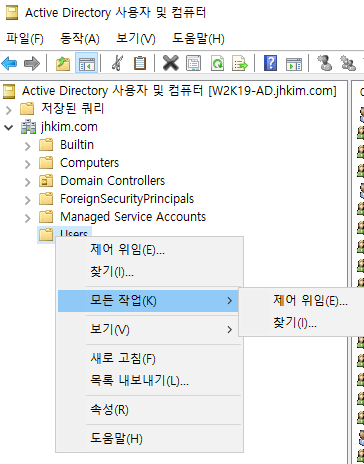 Active Directory 사용자 및 컴퓨터
파일(F) 동작(A) 보기(V) 도움말(H)
Active Directory 사용자 및 컴퓨터 [W2K19-AD.jhkim.com]
저장된 쿼리
jhkim.com
Builtin
Computers
Domain Controllers
ForeignSecurityPrincipals
Managed Service Accounts
Users
제어 위임(E)...
찾기(I)...
모든 작업(K)
제어 위임(E)...
찾기(I)...
보기(V)
새로 고침(F)
목록 내보내기(L)...
속성(R)
도움말(H)